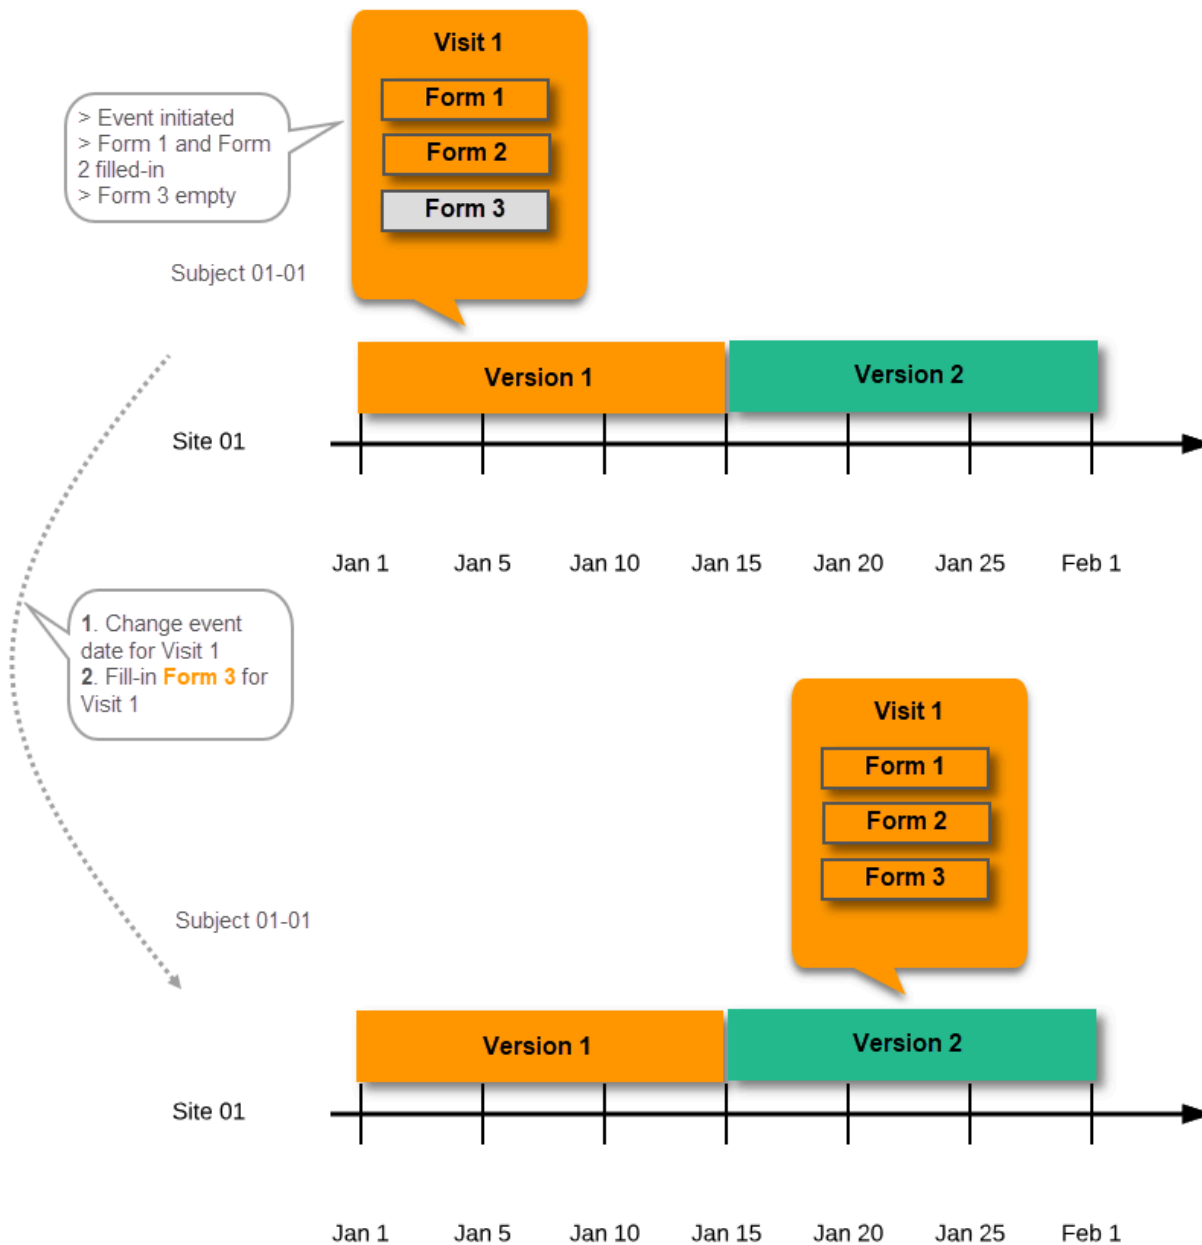 Visit 1
Form 1
Form 2
Form 3
> Event initiated
> Form 1 and Form
2 filled-in
> Form 3 empty
Subject 01-01
Version 1
Version 2
Site 01
Jan 1
Jan 5
Jan 10
Jan 15
Jan 20
Jan 25
Feb 1
1. Change event
date for Visit 1
2. Fill-in Form 3 for
Visit 1
Visit 1
Form 1
Form 2
Form 3
Subject 01-01
Version 1
Version 2
Site 01
Jan 1
Jan 5
Jan 10
Jan 15
Jan 20
Jan 25
Feb 1